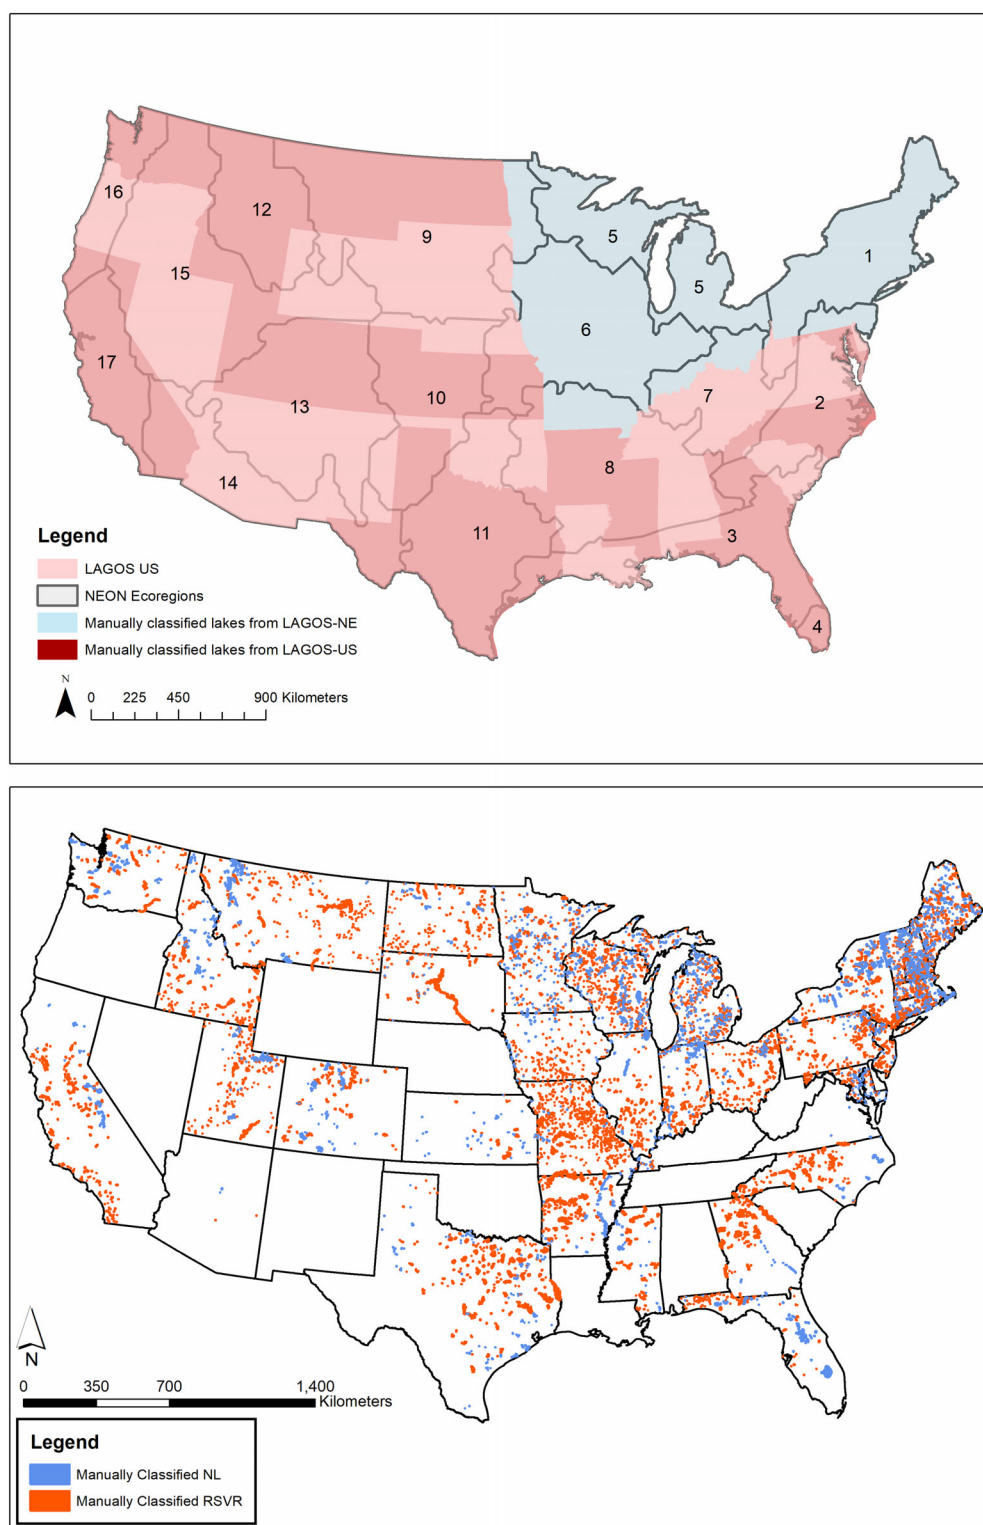 16
12
9
5
1
15
5
6
17
13
10
7
2
14
8
11
3
4
Legend
LAGOS US
NEON Ecoregions
Manually classified lakes from LAGOS-NE
Manually classified lakes from LAGOS-US
N
0 225 450 900 Kilometers
N
0 350 700 1,400
Kilometers
Legend
Manually Classified NL
Manually Classified RSVR